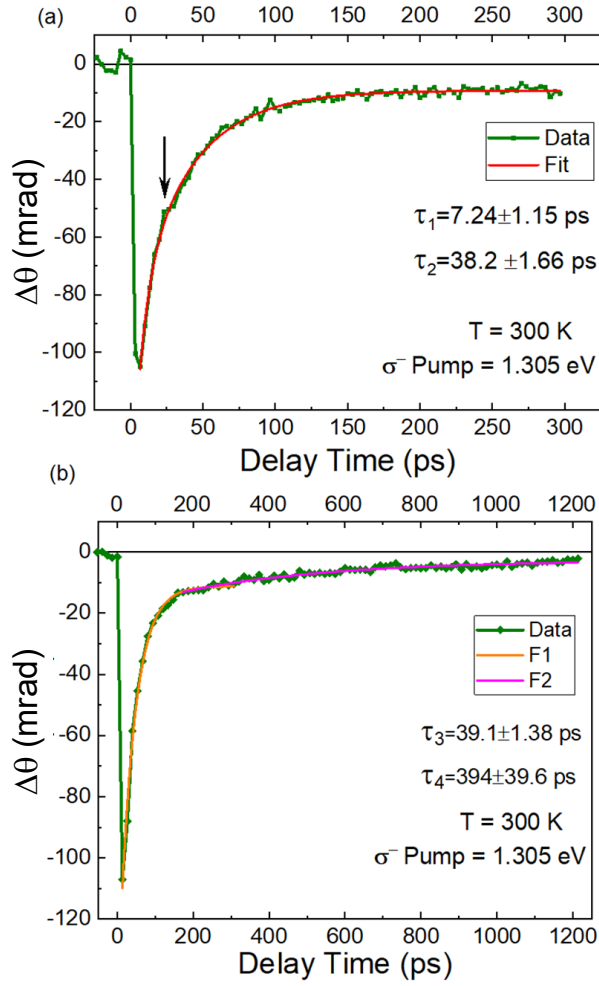 (a)
0 50 100 150 200 250 300
0
-20
-40
-60
-80
-100
-120
Δθ (mrad)
Data
Fit
τ₁=7.24±1.15 ps
τ₂=38.2 ±1.66 ps
T = 300 K
σ⁻ Pump = 1.305 eV
0 50 100 150 200 250 300
Delay Time (ps)
(b)
0 200 400 600 800 1000 1200
0
-20
-40
-60
-80
-100
-120
Δθ (mrad)
Data
F1
F2
τ₃=39.1±1.38 ps
τ₄=394±39.6 ps
T = 300 K
σ⁻ Pump = 1.305 eV
0 200 400 600 800 1000 1200
Delay Time (ps)